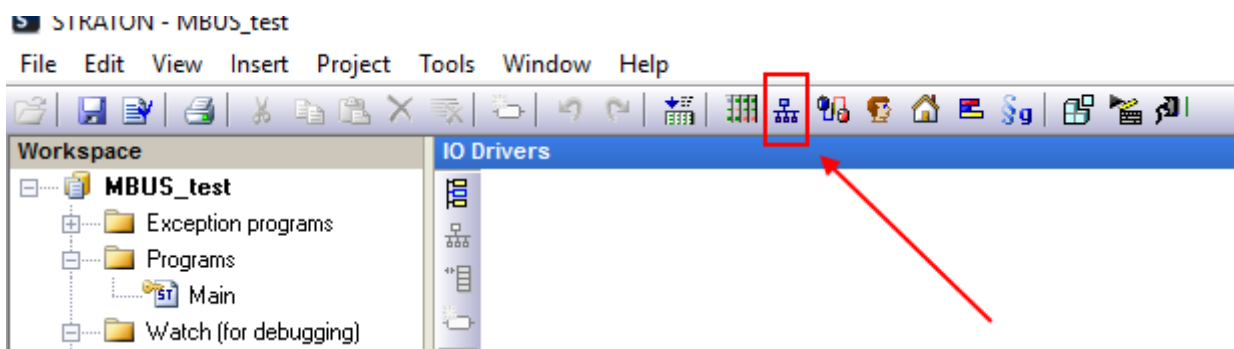 STRATON - MBUS_test
File Edit View Insert Project Tools Window Help
§g
Workspace
IO Drivers
MBUS_test
Exception programs
Programs
ST Main
Watch (for debugging)